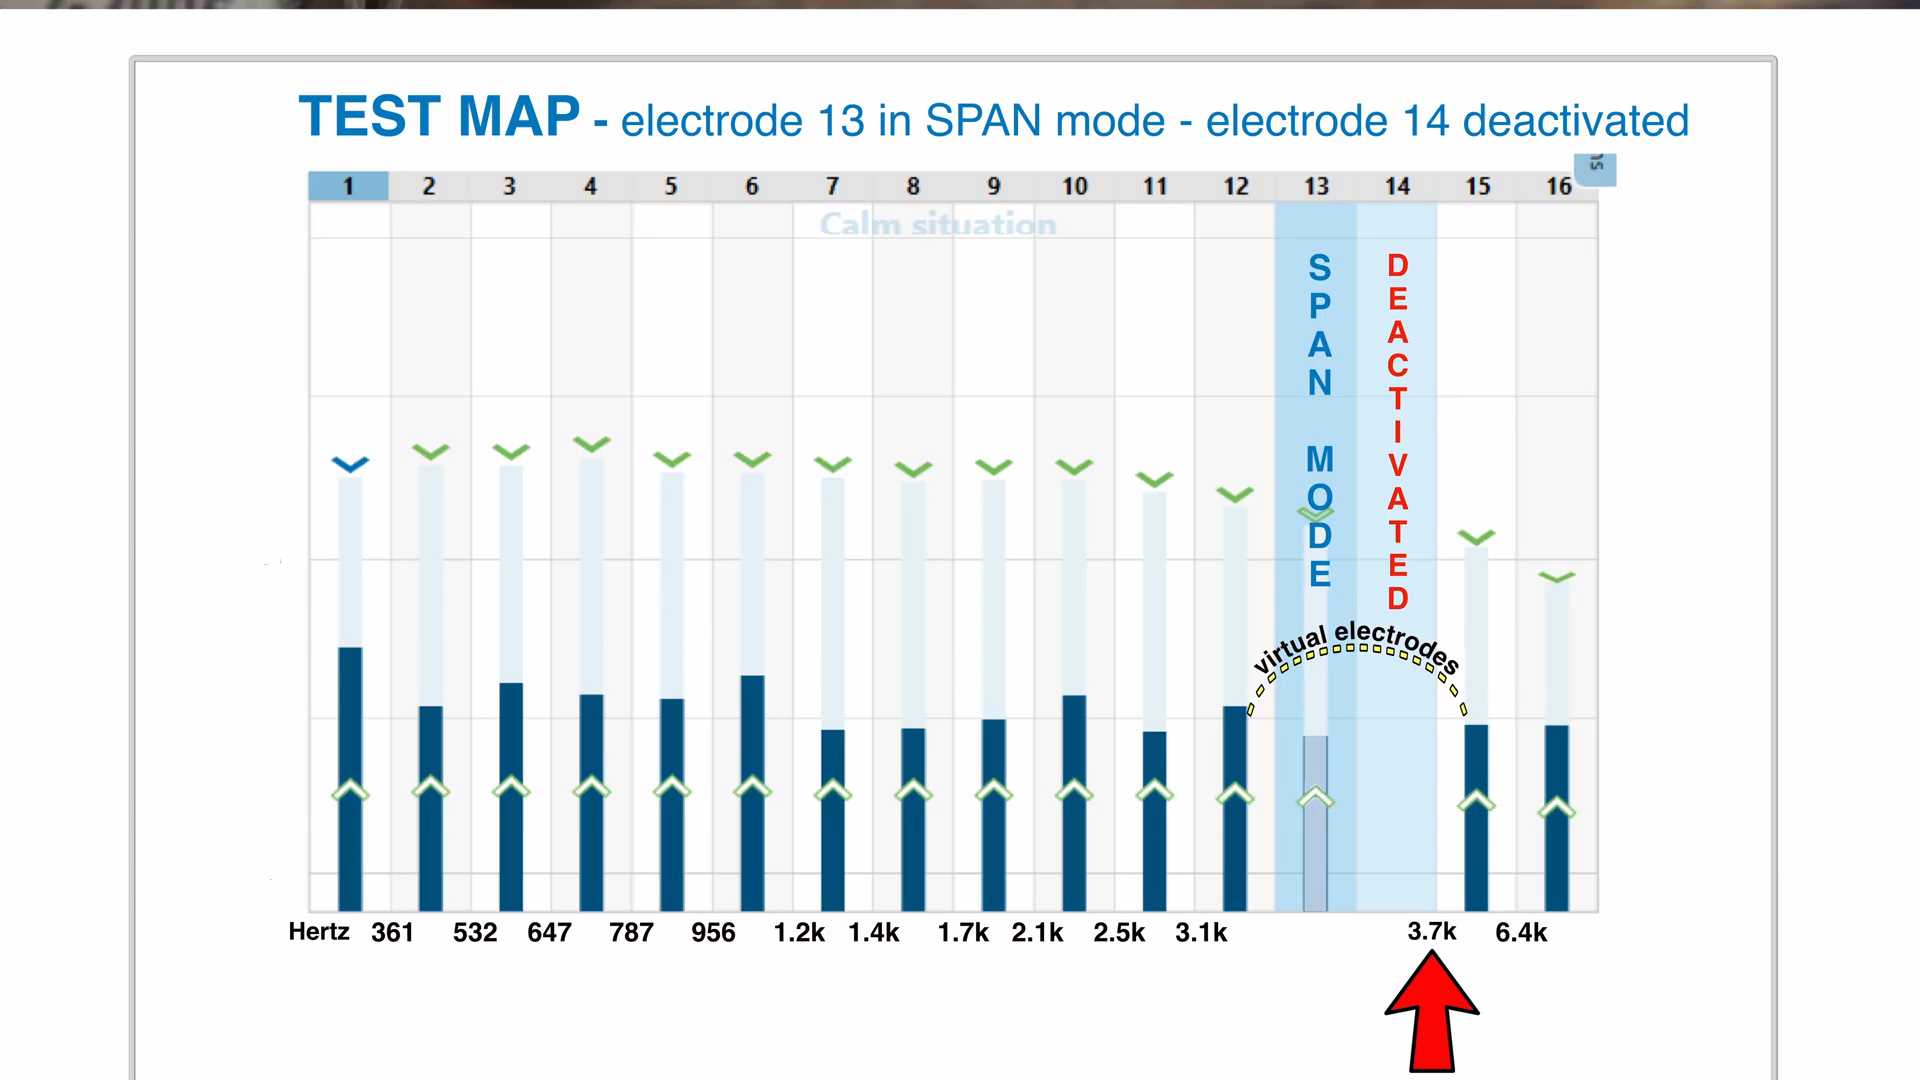 TEST MAP - electrode 13 in SPAN mode - electrode 14 deactivated
1 2 3 4 5 6 7 8 9 10 11 12 13 14 15 16
Calm situation
SPAN MODE
DEACTIVATED
virtual electrodes
Hertz 361 532 647 787 956 1.2k 1.4k 1.7k 2.1k 2.5k 3.1k 3.7k 6.4k